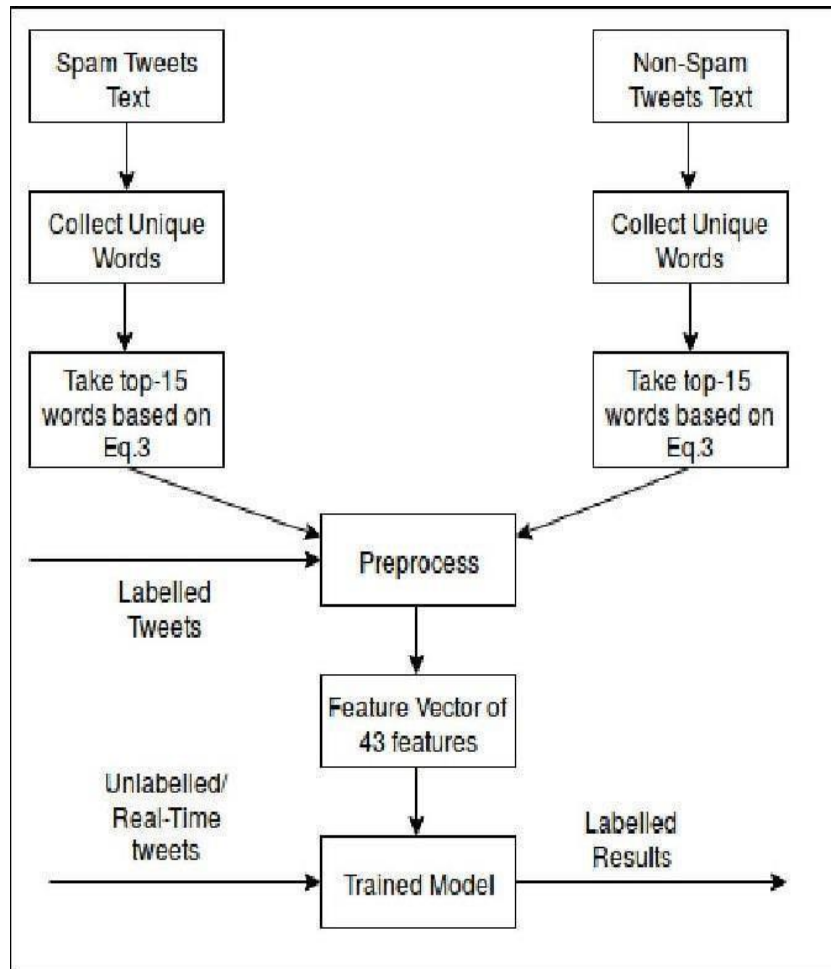 Spam Tweets
Text
Non-Spam
Tweets Text
Collect Unique
Words
Collect Unique
Words
Take top-15
words based on
Eq.3
Take top-15
words based on
Eq.3
Preprocess
Labelled
Tweets
Feature Vector of
43 features
Unlabelled/
Real-Time
tweets
Trained Model
Labelled
Results